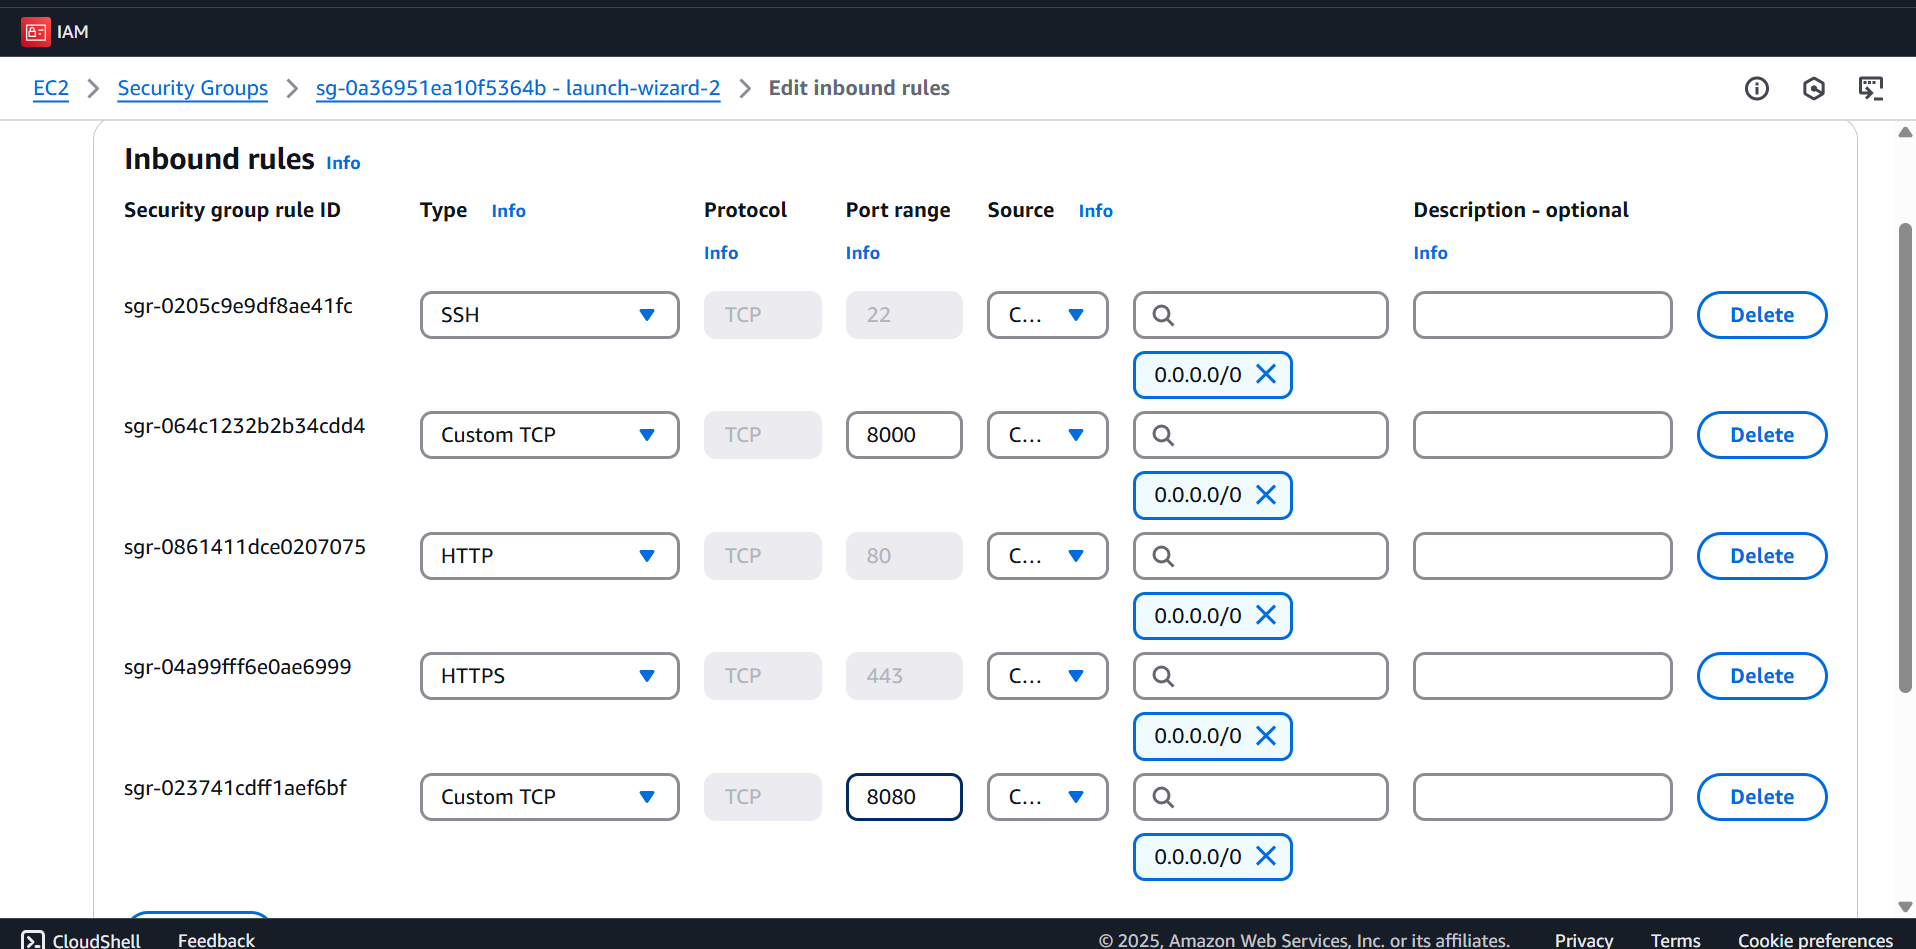 IAM
EC2 > Security Groups > sg-0a36951ea10f5364b - launch-wizard-2 > Edit inbound rules
Inbound rules Info
Security group rule ID Type Info Protocol Port range Source Info Description - optional
Info Info Info
sgr-0205c9e9df8ae41fc SSH TCP 22 C... Delete
0.0.0.0/0
sgr-064c1232b2b34cdd4 Custom TCP TCP 8000 C... Delete
0.0.0.0/0
sgr-0861411dce0207075 HTTP TCP 80 C... Delete
0.0.0.0/0
sgr-04a99fff6e0ae6999 HTTPS TCP 443 C... Delete
0.0.0.0/0
sgr-023741cdff1aef6bf Custom TCP TCP 8080 C... Delete
0.0.0.0/0
CloudShell Feedback © 2025, Amazon Web Services, Inc. or its affiliates. Privacy Terms Cookie preferences